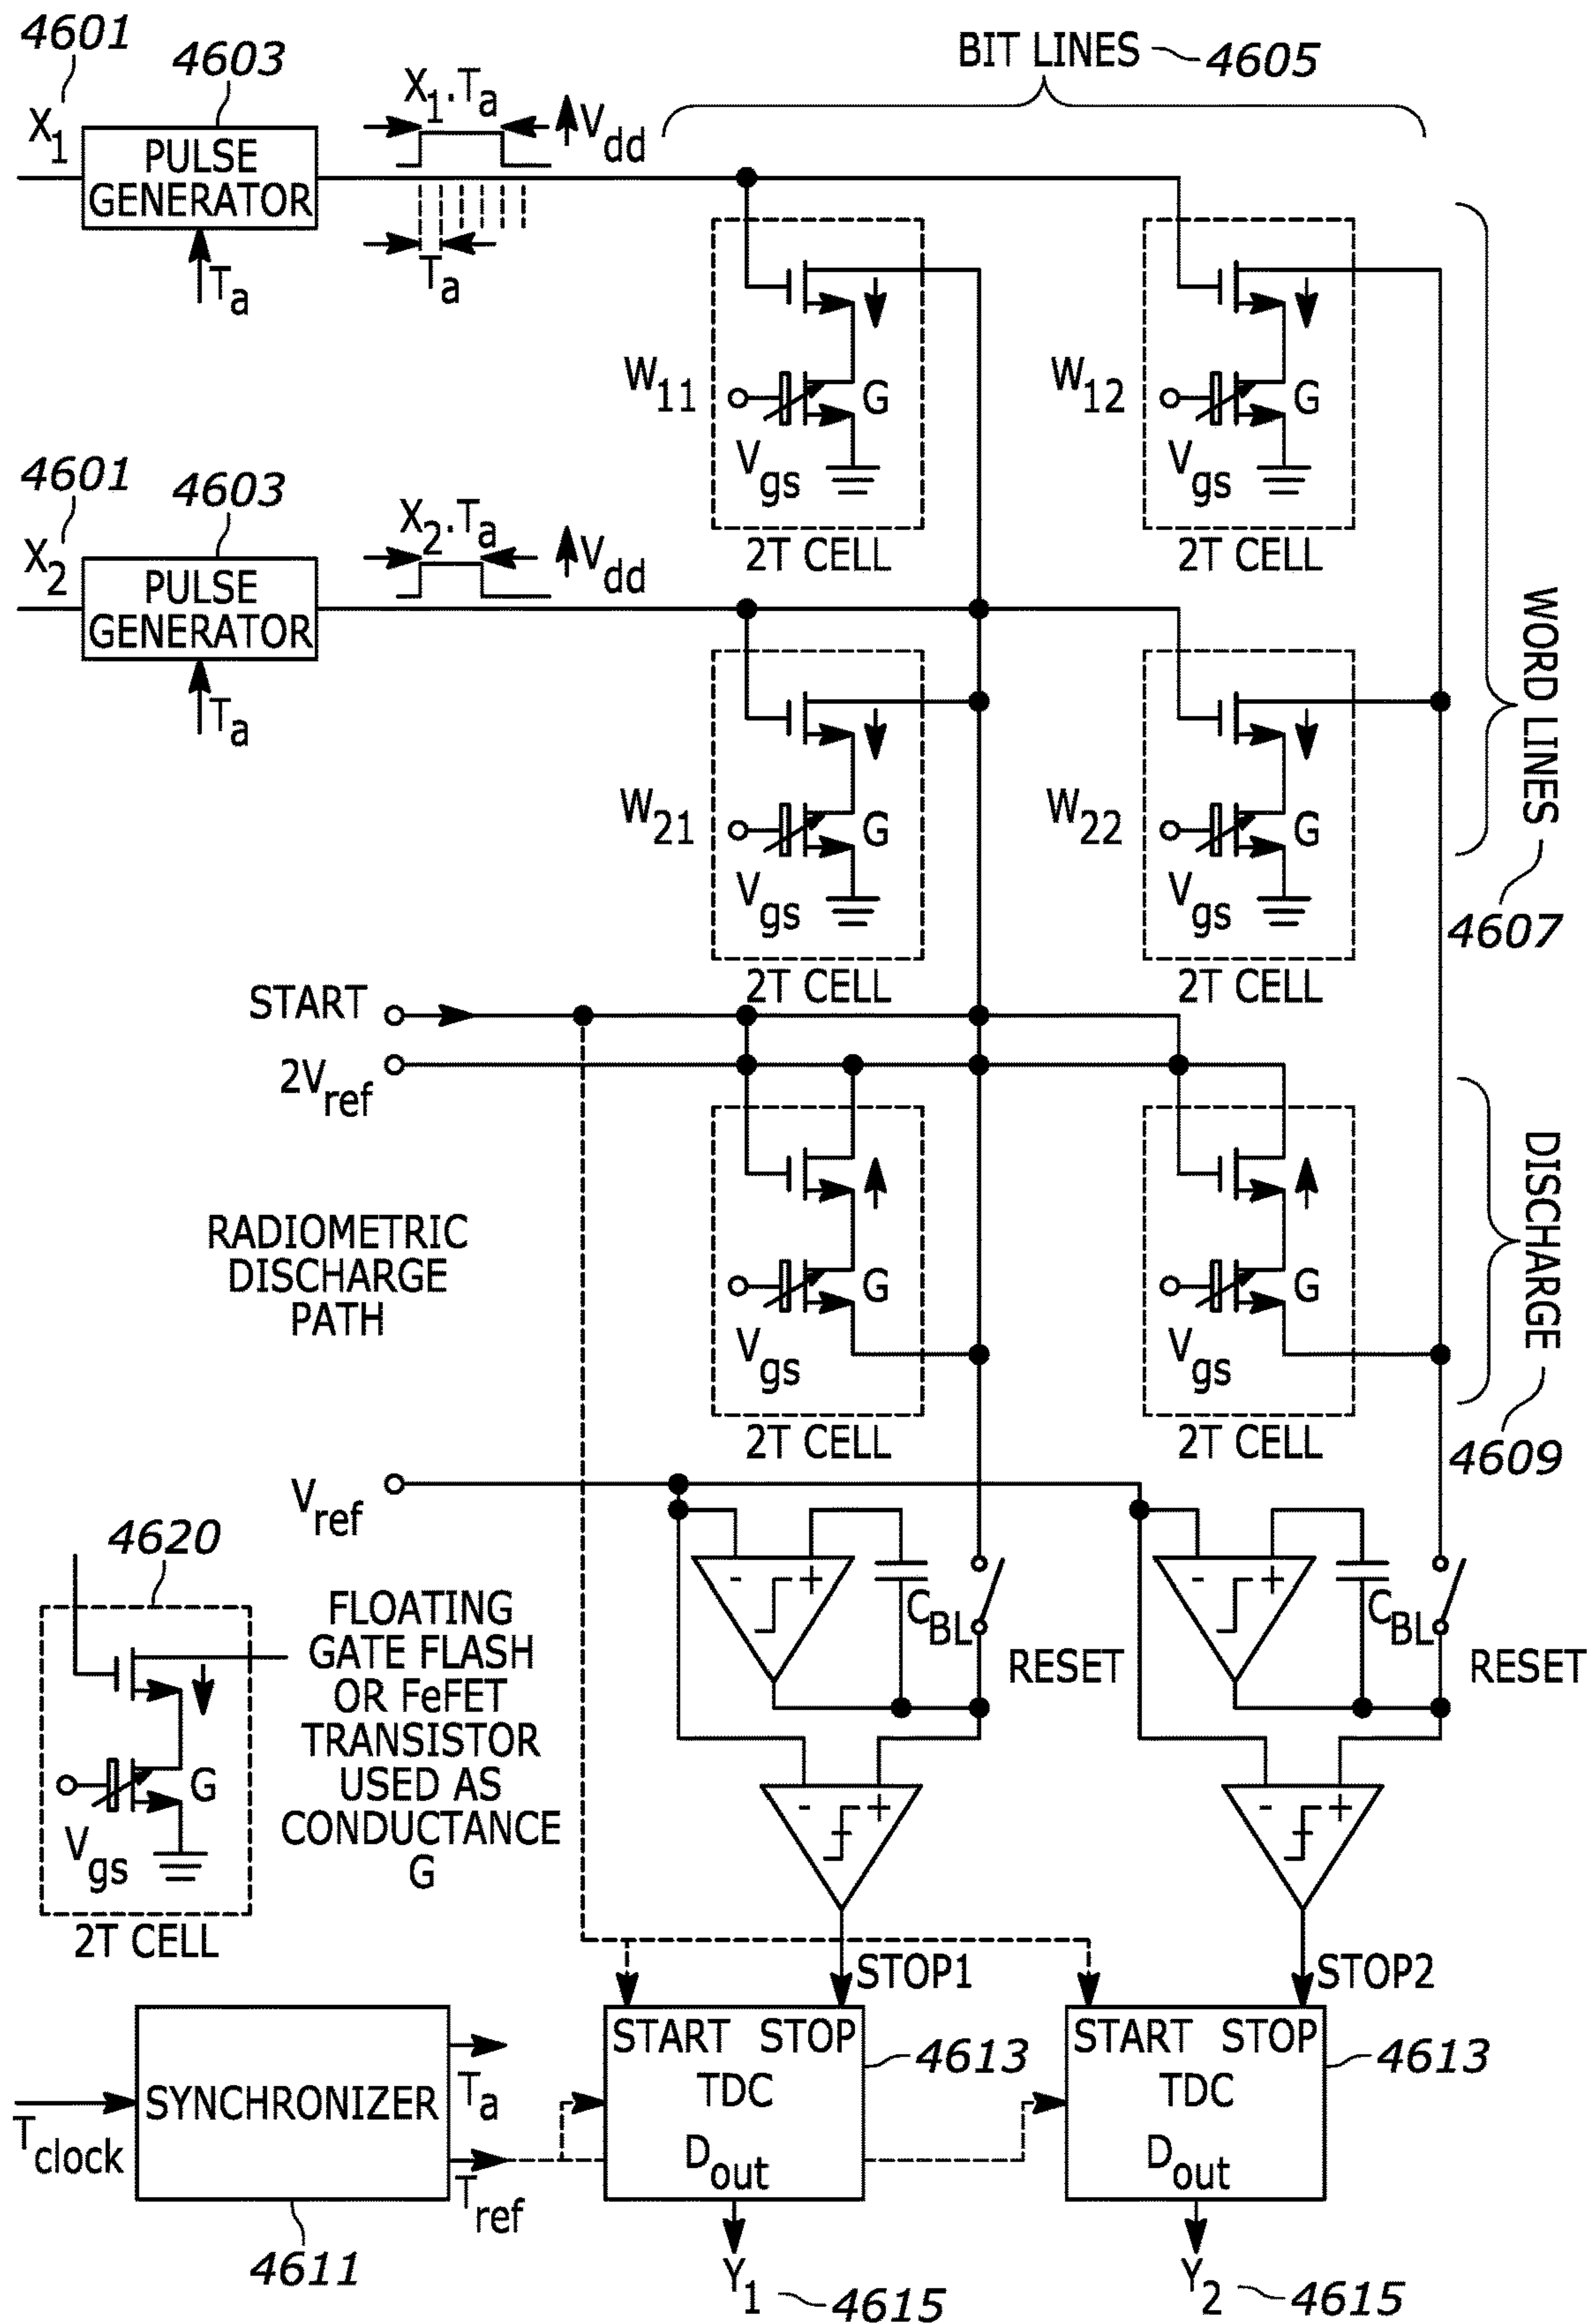 4601
4603
BIT LINES
4605
X1
PULSE GENERATOR
X1.Ta
Vdd
Ta
Ta
W11
G
Vgs
2T CELL
W12
G
Vgs
2T CELL
4601
4603
X2
PULSE GENERATOR
X2.Ta
Vdd
Ta
W21
G
Vgs
2T CELL
W22
G
Vgs
2T CELL
WORD LINES
4607
START
2Vref
RADIOMETRIC
DISCHARGE
PATH
G
Vgs
2T CELL
G
Vgs
2T CELL
DISCHARGE
4609
Vref
- +
CBL
RESET
- +
CBL
RESET
4620
G
Vgs
2T CELL
FLOATING
GATE FLASH
OR FeFET
TRANSISTOR
USED AS
CONDUCTANCE
G
- +
- +
STOP1
STOP2
Tclock
SYNCHRONIZER
Ta
Tref
4611
START STOP
TDC
Dout
4613
START STOP
TDC
Dout
4613
Y1
4615
Y2
4615